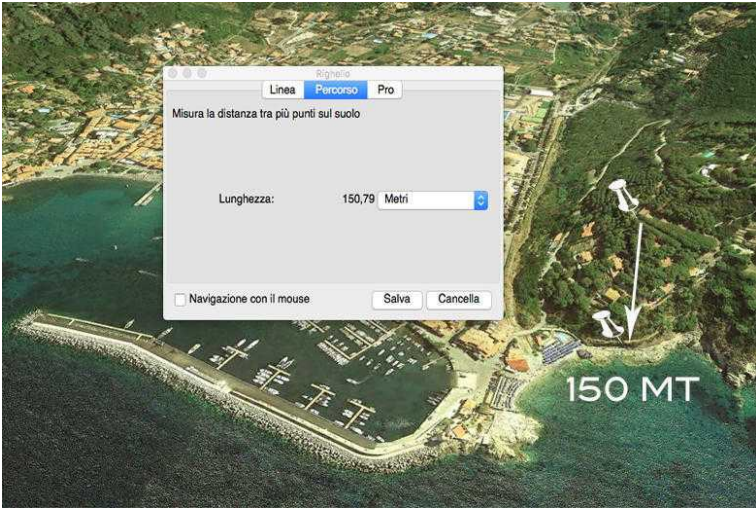 Righello
Linea Percorso Pro
Misura la distanza tra più punti sul suolo
Lunghezza: 150,79 Metri
Navigazione con il mouse Salva Cancella
150 MT